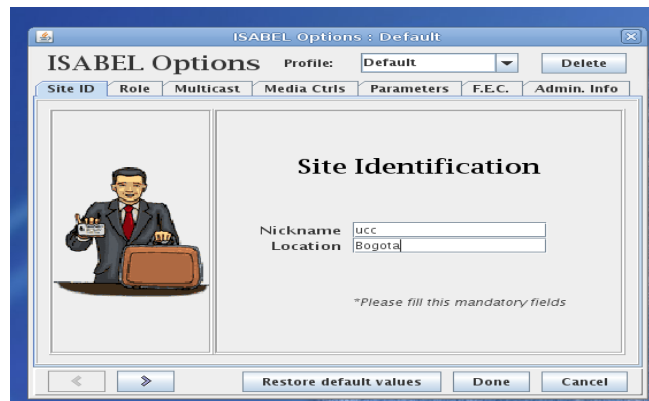 ISABEL Options : Default
ISABEL Options Profile: Default Delete
Site ID Role Multicast Media Ctrls Parameters F.E.C. Admin. Info
Site Identification
Nickname ucc
Location Bogota
*Please fill this mandatory fields
Restore default values Done Cancel